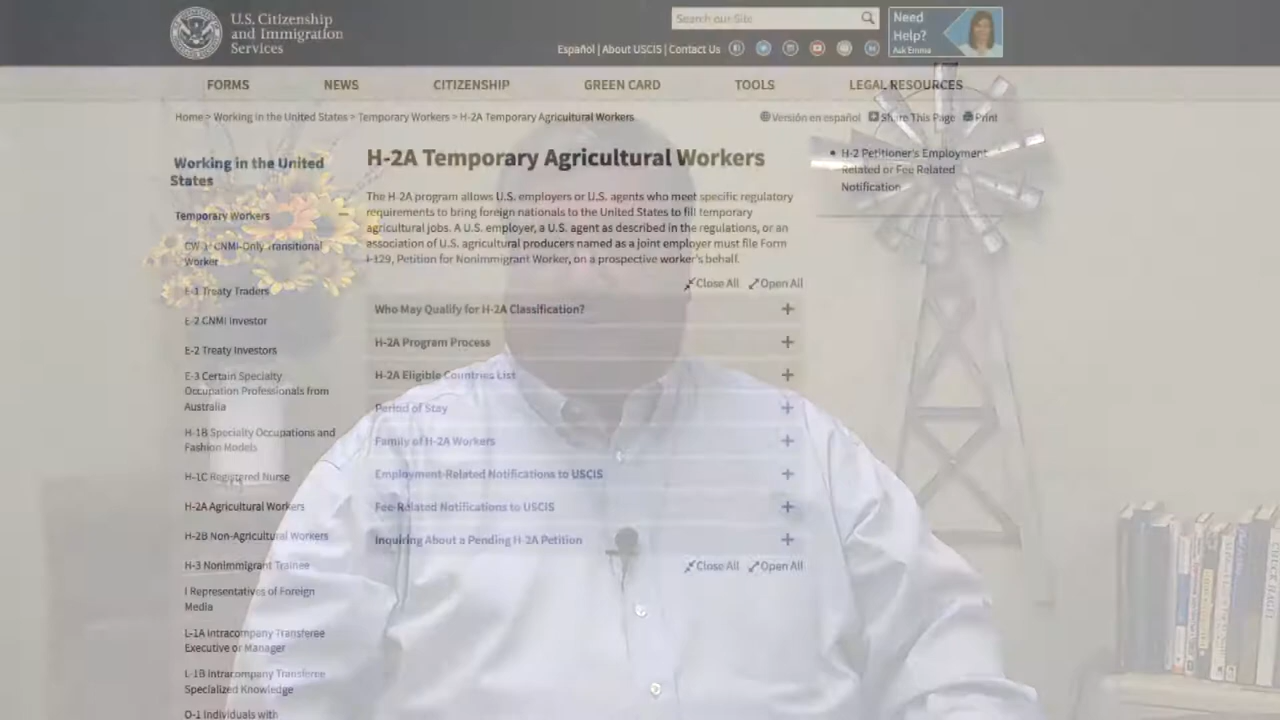 U.S. Citizenship
and Immigration
Services
Search our Site
Need
Help?
Ask Emma
Español | About USCIS | Contact Us
FORMS NEWS CITIZENSHIP GREEN CARD TOOLS LEGAL RESOURCES
Home > Working in the United States > Temporary Workers > H-2A Temporary Agricultural Workers
Versión en español Share This Page Print
Working in the United
States
Temporary Workers
CW-1: CNMI-Only Transitional
Worker
E-1 Treaty Traders
E-2 CNMI Investor
E-2 Treaty Investors
E-3 Certain Specialty
Occupation Professionals from
Australia
H-1B Specialty Occupations and
Fashion Models
H-1C Registered Nurse
H-2A Agricultural Workers
H-2B Non-Agricultural Workers
H-3 Nonimmigrant Trainee
I Representatives of Foreign
Media
L-1A Intracompany Transferee
Executive or Manager
L-1B Intracompany Transferee
Specialized Knowledge
O-1 Individuals with
H-2A Temporary Agricultural Workers
The H-2A program allows U.S. employers or U.S. agents who meet specific regulatory
requirements to bring foreign nationals to the United States to fill temporary
agricultural jobs. A U.S. employer, a U.S. agent as described in the regulations, or an
association of U.S. agricultural producers named as a joint employer must file Form
I-129, Petition for Nonimmigrant Worker, on a prospective worker's behalf.
Close All Open All
Who May Qualify for H-2A Classification?
H-2A Program Process
H-2A Eligible Countries List
Period of Stay
Family of H-2A Workers
Employment-Related Notifications to USCIS
Fee-Related Notifications to USCIS
Inquiring About a Pending H-2A Petition
Close All Open All
H-2 Petitioner's Employment
Related or Fee Related
Notification